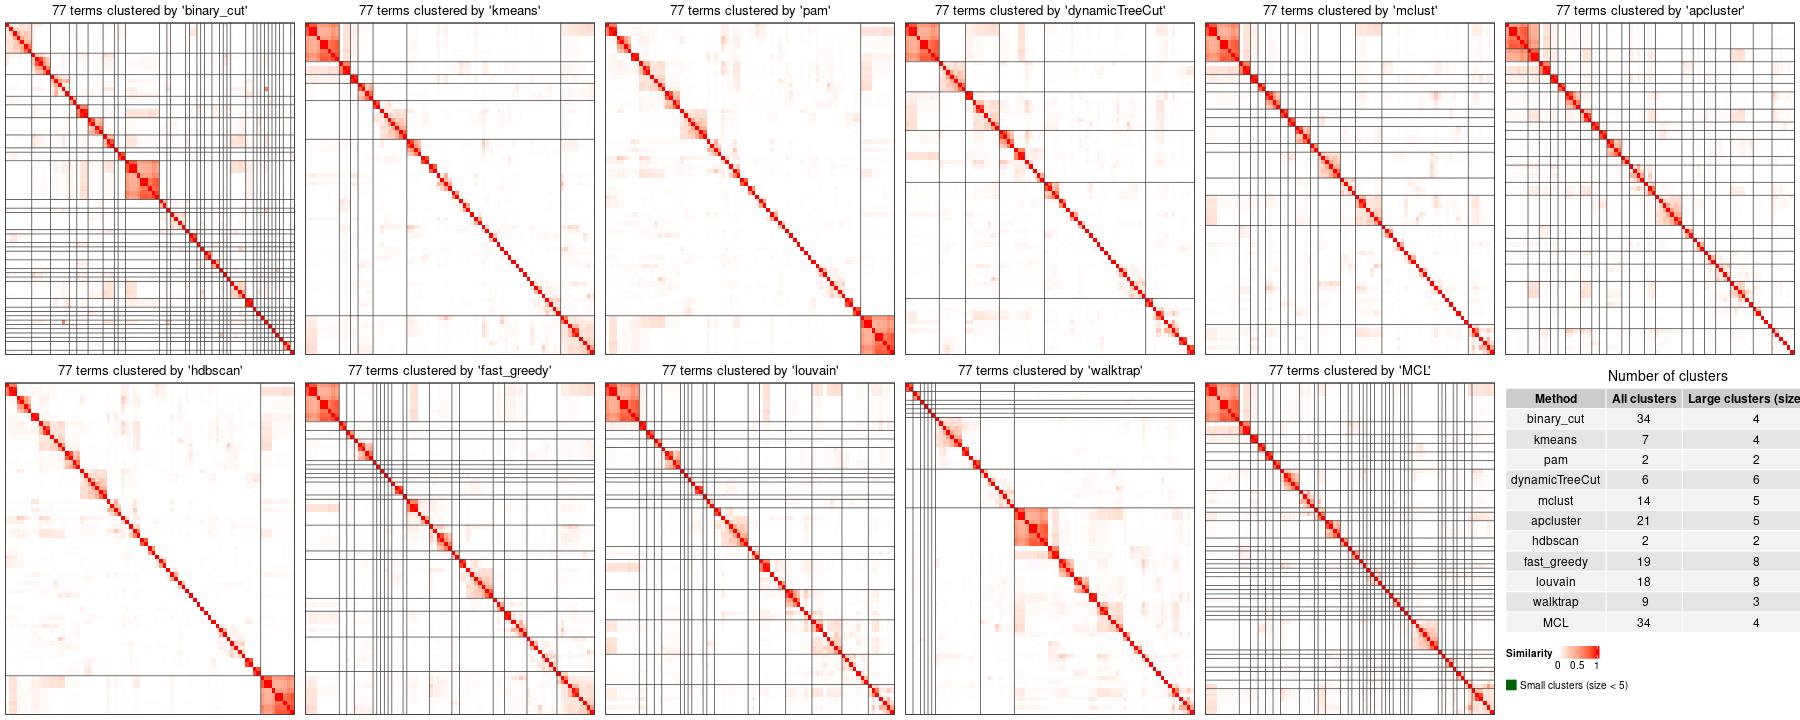 77 terms clustered by 'binary_cut'
77 terms clustered by 'kmeans'
77 terms clustered by 'pam'
77 terms clustered by 'dynamicTreeCut'
77 terms clustered by 'mclust'
77 terms clustered by 'apcluster'
77 terms clustered by 'hdbscan'
77 terms clustered by 'fast_greedy'
77 terms clustered by 'louvain'
77 terms clustered by 'walktrap'
77 terms clustered by 'MCL'
Number of clusters
Method All clusters Large clusters (size
binary_cut 34 4
kmeans 7 4
pam 2 2
dynamicTreeCut 6 6
mclust 14 5
apcluster 21 5
hdbscan 2 2
fast_greedy 19 8
louvain 18 8
walktrap 9 3
MCL 34 4
Similarity
0 0.5 1
Small clusters (size < 5)